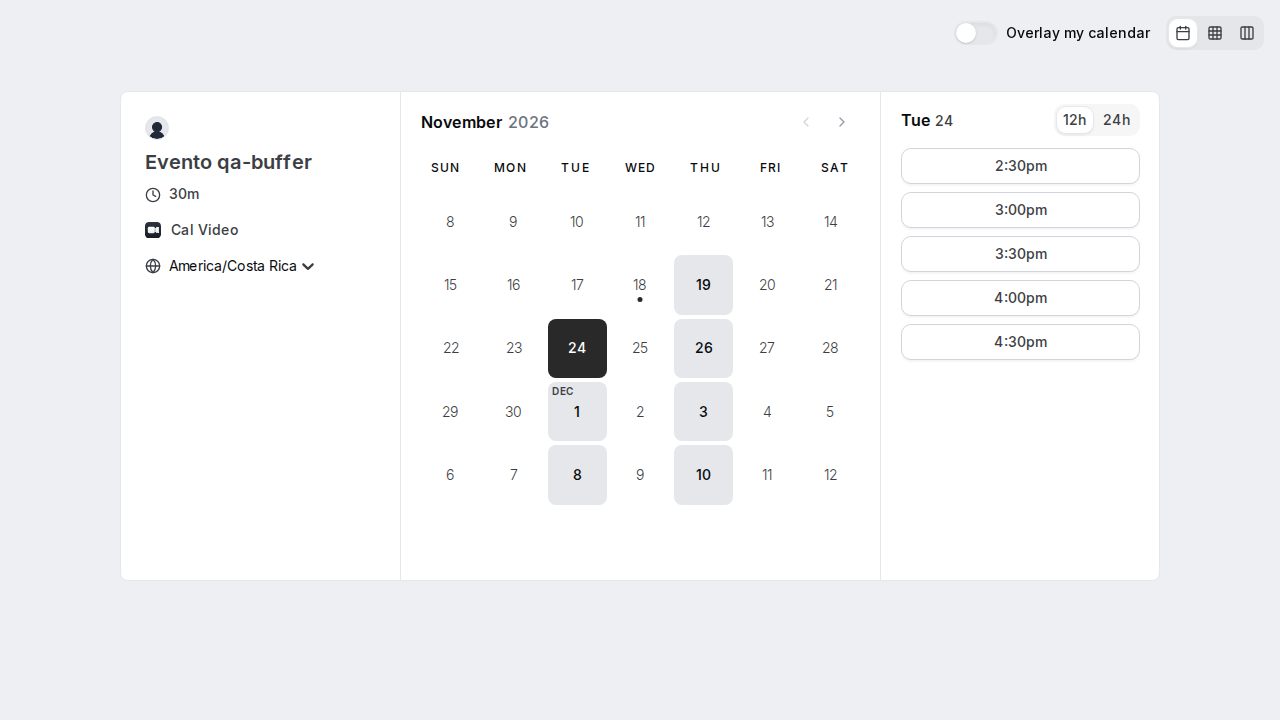 Overlay my calendar
Evento qa-buffer
30m
Cal Video
America/Costa Rica
November 2026
SUN MON TUE WED THU FRI SAT
8 9 10 11 12 13 14
15 16 17 18 19 20 21
22 23 24 25 26 27 28
DEC
29 30 1 2 3 4 5
6 7 8 9 10 11 12
Tue 24
12h 24h
2:30pm
3:00pm
3:30pm
4:00pm
4:30pm